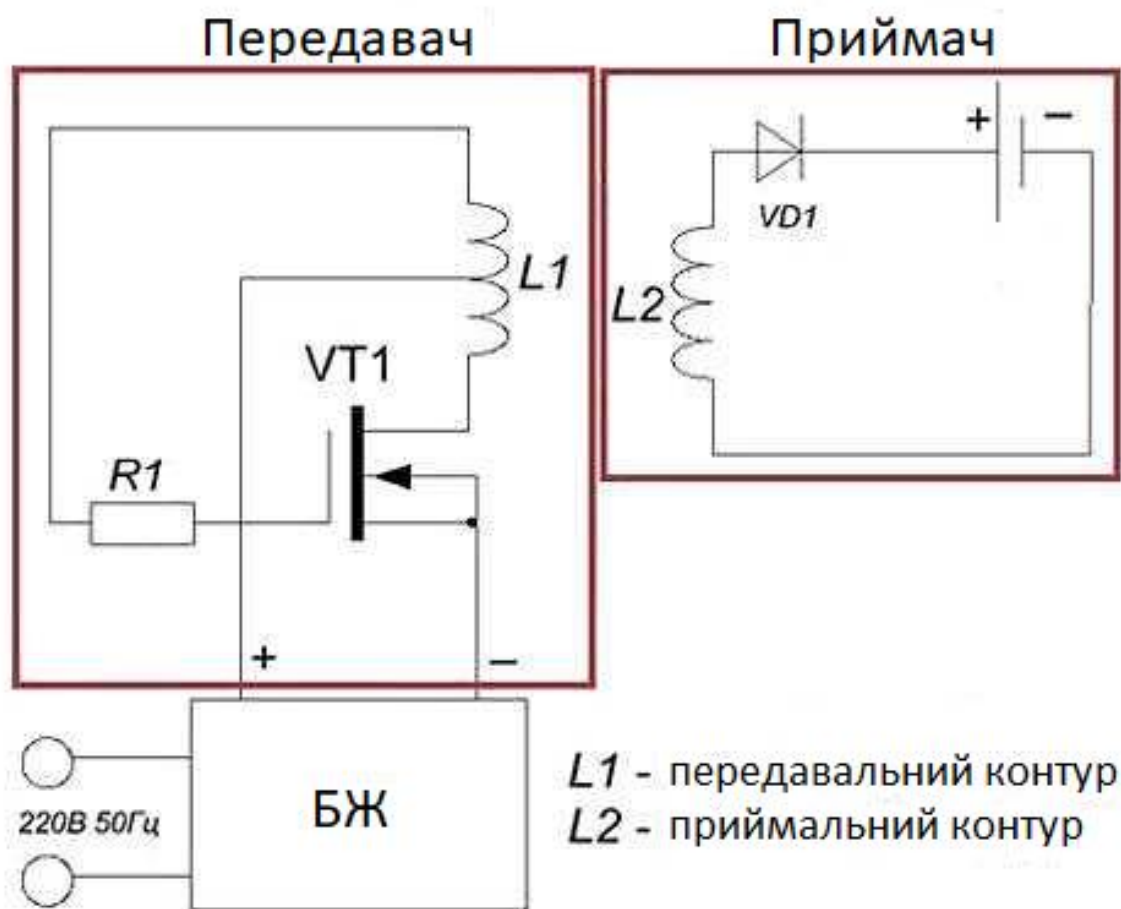 Передавач
Приймач
+ −
VD1
L1
L2
VT1
R1
+ −
220В 50Гц
БЖ
L1 - передавальний контур
L2 - приймальний контур